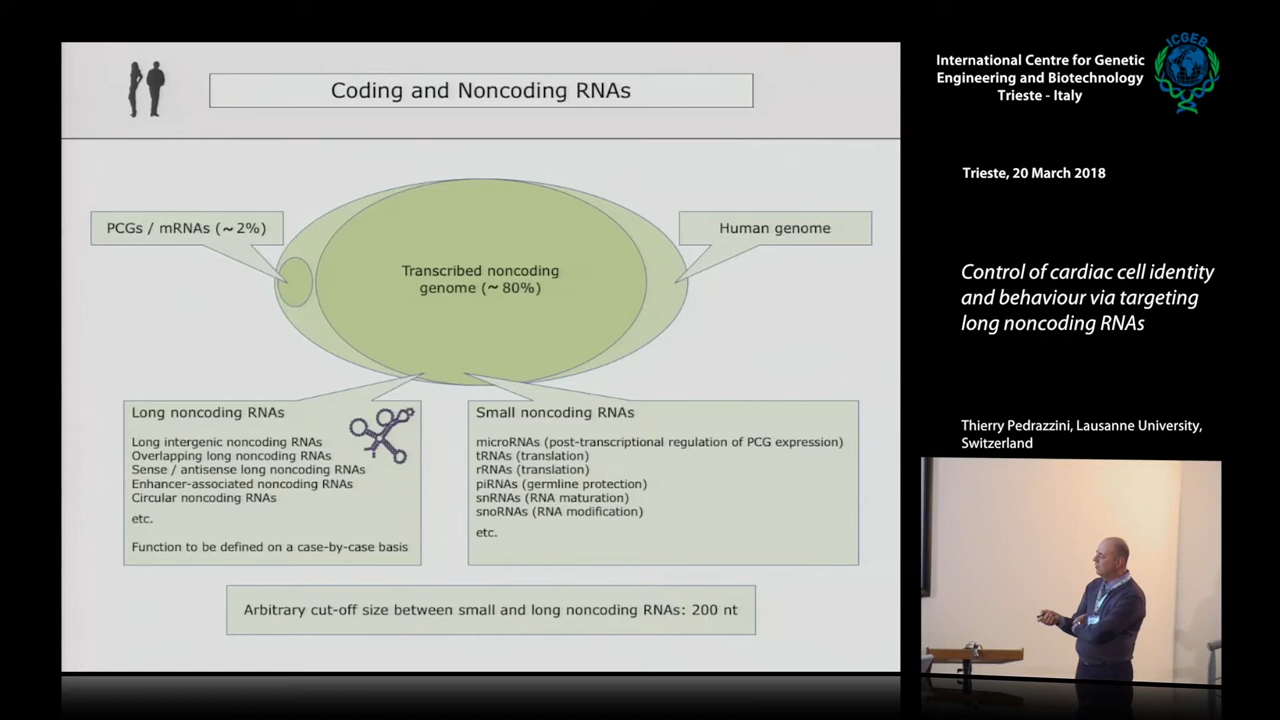 Coding and Noncoding RNAs
PCGs / mRNAs (~2%)
Human genome
Transcribed noncoding
genome (~80%)
Long noncoding RNAs
Long intergenic noncoding RNAs
Overlapping long noncoding RNAs
Sense / antisense long noncoding RNAs
Enhancer-associated noncoding RNAs
Circular noncoding RNAs
etc.
Function to be defined on a case-by-case basis
Small noncoding RNAs
microRNAs (post-transcriptional regulation of PCG expression)
tRNAs (translation)
rRNAs (translation)
piRNAs (germline protection)
snRNAs (RNA maturation)
snoRNAs (RNA modification)
etc.
Arbitrary cut-off size between small and long noncoding RNAs: 200 nt
International Centre for Genetic
Engineering and Biotechnology
Trieste - Italy
ICGEB
Trieste, 20 March 2018
Control of cardiac cell identity
and behaviour via targeting
long noncoding RNAs
Thierry Pedrazzini, Lausanne University,
Switzerland